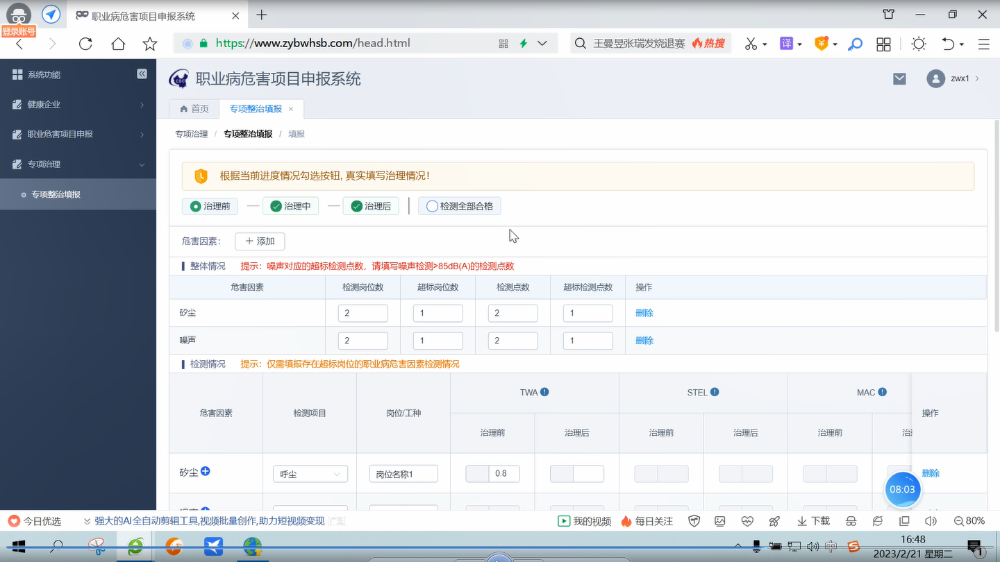 职业病危害项目申报系统
登录账号
https://www.zybwhsb.com/head.html
王曼昱张瑞发烧退赛 热搜
译
系统功能
健康企业
职业危害项目申报
专项治理
专项整治填报
CDC 职业病危害项目申报系统
zwx1
首页 专项整治填报
专项治理 / 专项整治填报 / 填报
根据当前进度情况勾选按钮, 真实填写治理情况!
治理前 治理中 治理后 检测全部合格
危害因素: 添加
整体情况 提示: 噪声对应的超标检测点数, 请填写噪声检测>85dB(A)的检测点数
危害因素 检测岗位数 超标岗位数 检测点数 超标检测点数 操作
矽尘 2 1 2 1 删除
噪声 2 1 2 1 删除
检测情况 提示: 仅需填报存在超标岗位的职业病危害因素检测情况
危害因素 检测项目 岗位/工种 TWA STEL MAC 操作
治理前 治理后 治理前 治理后 治理前
矽尘 呼尘 岗位名称1 0.8 删除
08:03
今日优选 强大的AI全自动剪辑工具,视频批量创作,助力短视频变现 广告 我的视频 每日关注 下载 80%
中
16:48
2023/2/21 星期二
1